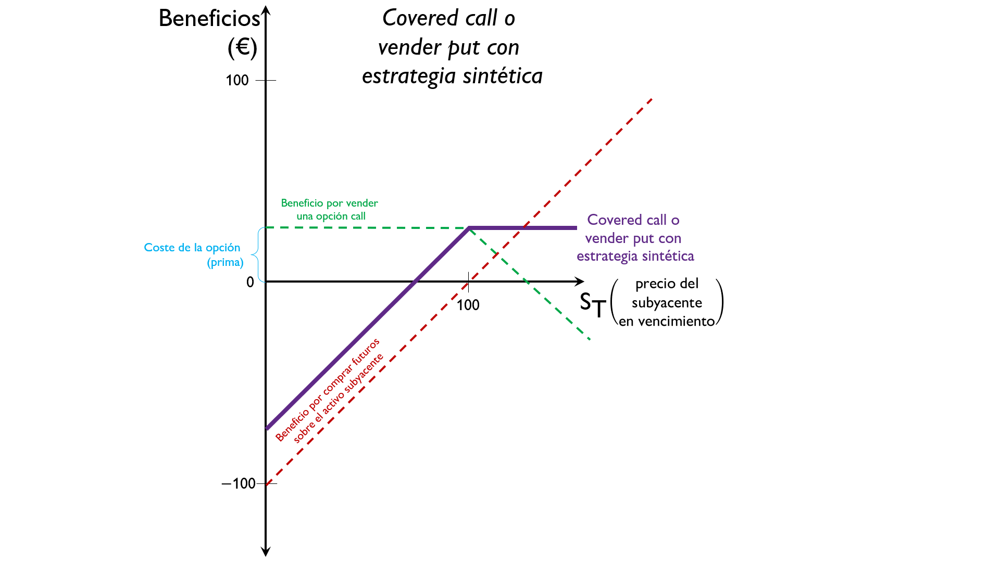 Beneficios
(€)
Covered call o
vender put con
estrategia sintética
100
Beneficio por vender
una opción call
Covered call o
vender put con
estrategia sintética
Coste de la opción
(prima)
0
100
S_T
(precio del
subyacente
en vencimiento)
Beneficio por comprar futuros
sobre el activo subyacente
−100